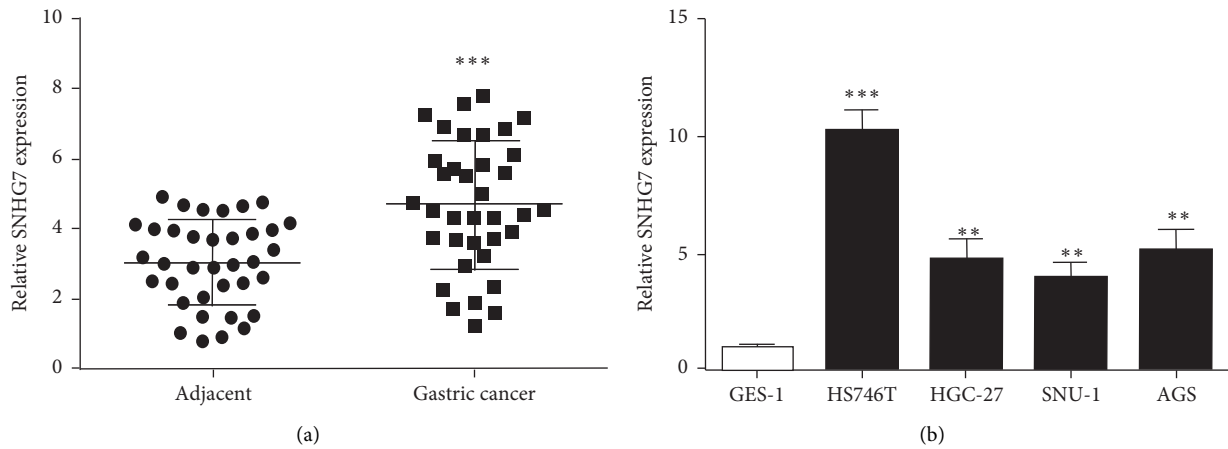 10
8
6
4
2
0
Relative SNHG7 expression
***
Adjacent
Gastric cancer
(a)
15
10
5
0
Relative SNHG7 expression
***
**
**
**
GES-1
HS746T
HGC-27
SNU-1
AGS
(b)